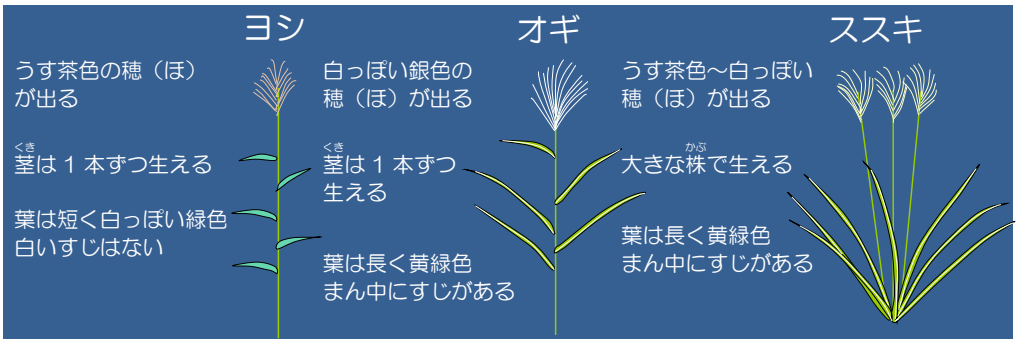 ヨシ
うす茶色の穂（ほ）
が出る
くき
茎は 1 本ずつ生える
葉は短く白っぽい緑色
白いすじはない
オギ
白っぽい銀色の
穂（ほ）が出る
くき
茎は 1 本ずつ
生える
葉は長く黄緑色
まん中にすじがある
ススキ
うす茶色～白っぽい
穂（ほ）が出る
かぶ
大きな株で生える
葉は長く黄緑色
まん中にすじがある